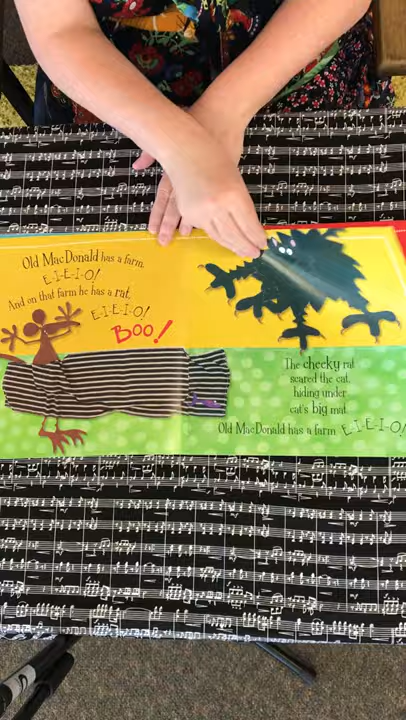 Old MacDonald has a farm,
E-I-E-I-O!
And on that farm he has a rat,
E-I-E-I-O!
BOO!
The cheeky rat
scared the cat,
hiding under
cat's big mat.
Old MacDonald has a farm E-I-E-I-O!